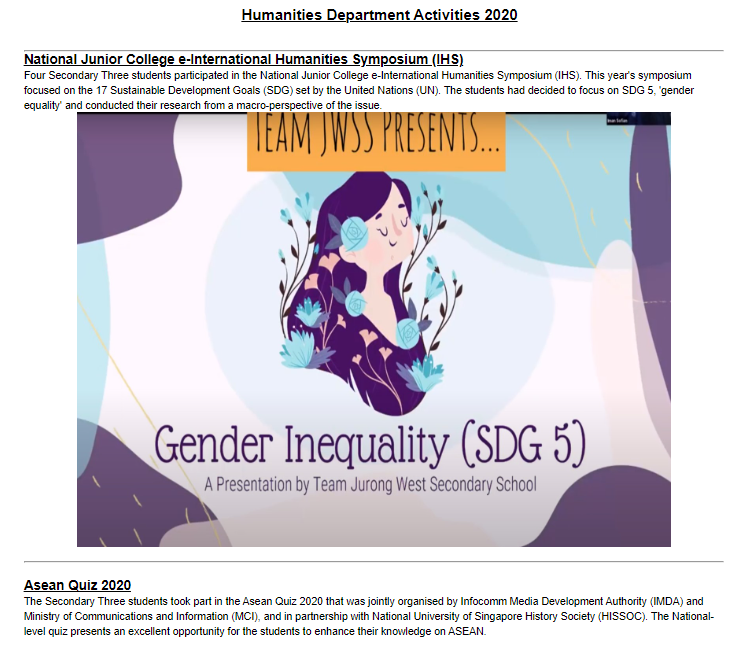 Humanities Department Activities 2020
National Junior College e-International Humanities Symposium (IHS)
Four Secondary Three students participated in the National Junior College e-International Humanities Symposium (IHS). This year's symposium
focused on the 17 Sustainable Development Goals (SDG) set by the United Nations (UN). The students had decided to focus on SDG 5, 'gender
equality' and conducted their research from a macro-perspective of the issue.
TEAM JWSS PRESENTS...
Gender Inequality (SDG 5)
A Presentation by Team Jurong West Secondary School
Asean Quiz 2020
The Secondary Three students took part in the Asean Quiz 2020 that was jointly organised by Infocomm Media Development Authority (IMDA) and
Ministry of Communications and Information (MCI), and in partnership with National University of Singapore History Society (HISSOC). The National-
level quiz presents an excellent opportunity for the students to enhance their knowledge on ASEAN.